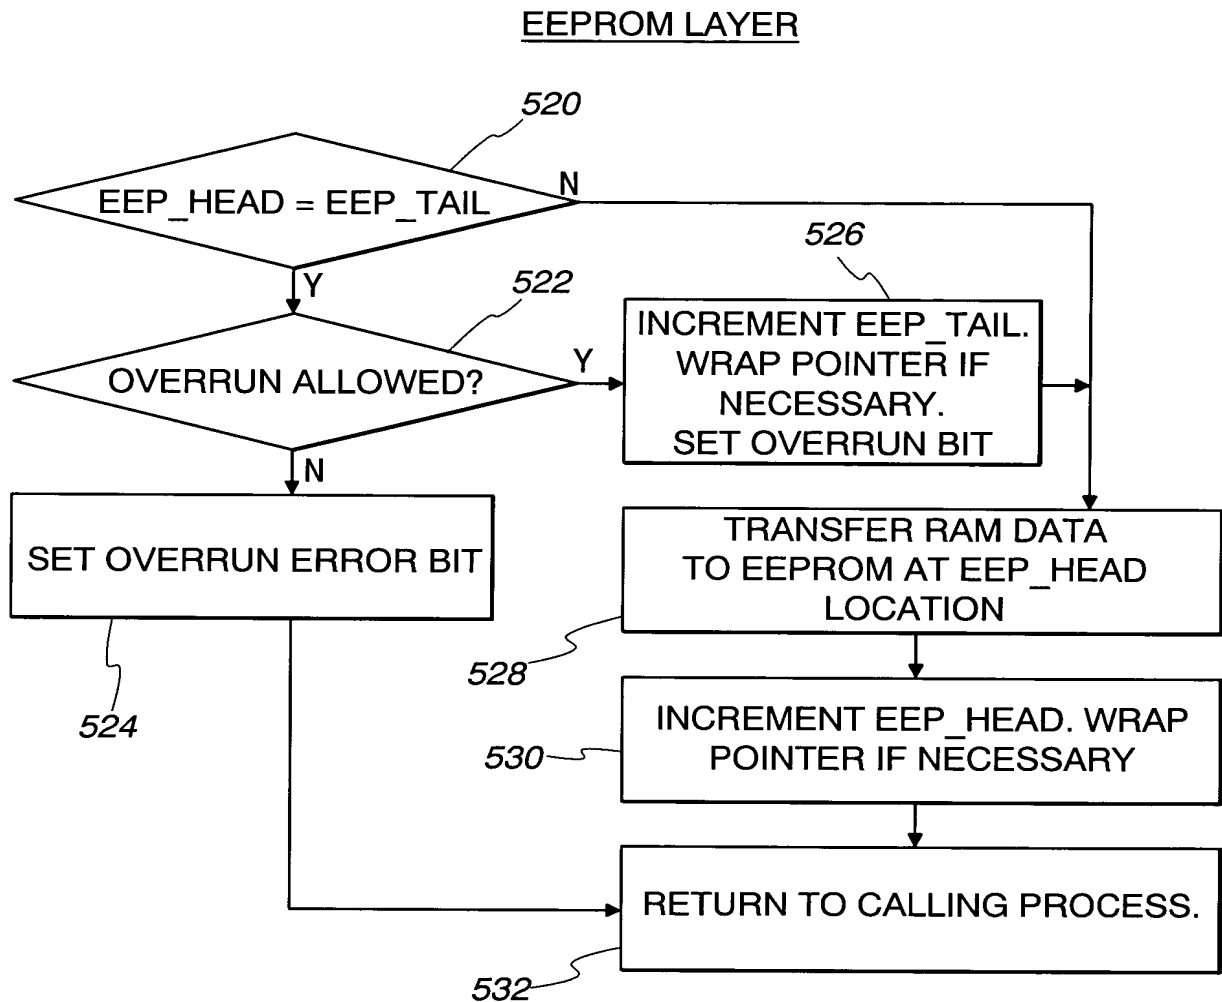 EEPROM LAYER
520
EEP_HEAD = EEP_TAIL
N
526
Y
522
INCREMENT EEP_TAIL.
WRAP POINTER IF
NECESSARY.
SET OVERRUN BIT
OVERRUN ALLOWED?
Y
N
SET OVERRUN ERROR BIT
TRANSFER RAM DATA
TO EEPROM AT EEP_HEAD
LOCATION
528
524
INCREMENT EEP_HEAD. WRAP
POINTER IF NECESSARY
530
RETURN TO CALLING PROCESS.
532